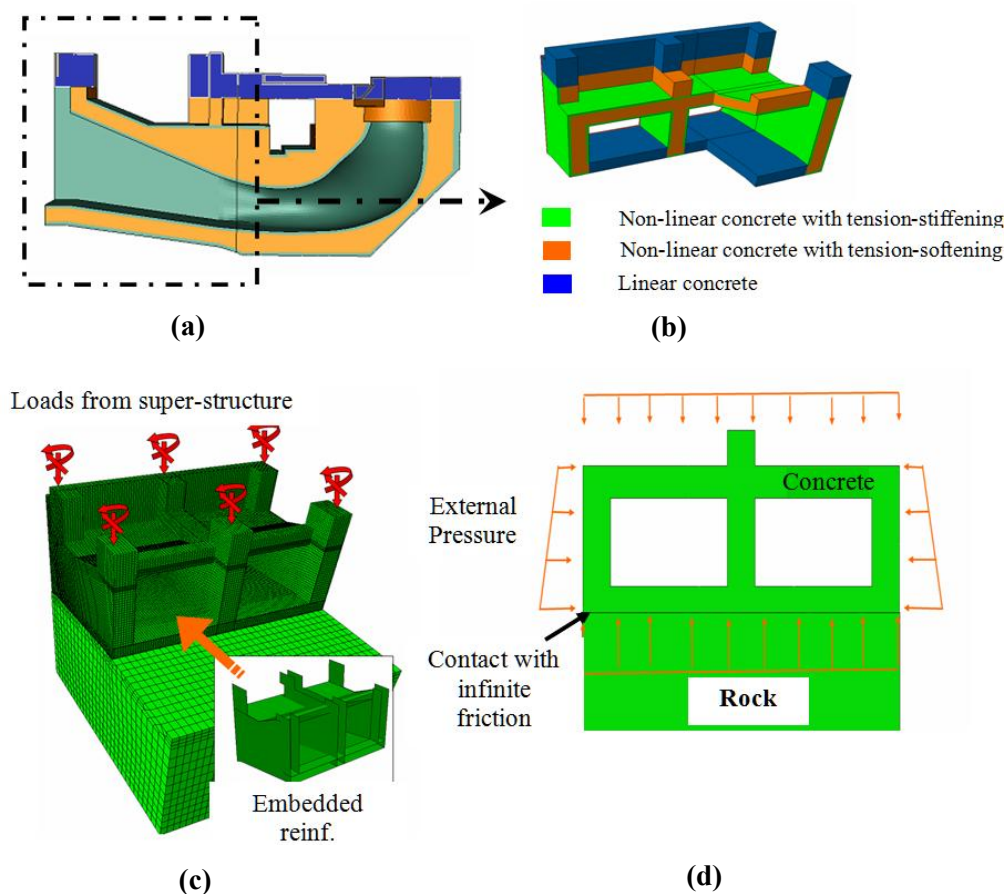 Non-linear concrete with tension-stiffening
Non-linear concrete with tension-softening
Linear concrete
(a)
(b)
Loads from super-structure
Concrete
External
Pressure
Contact with
infinite
friction
Rock
Embedded
reinf.
(c)
(d)